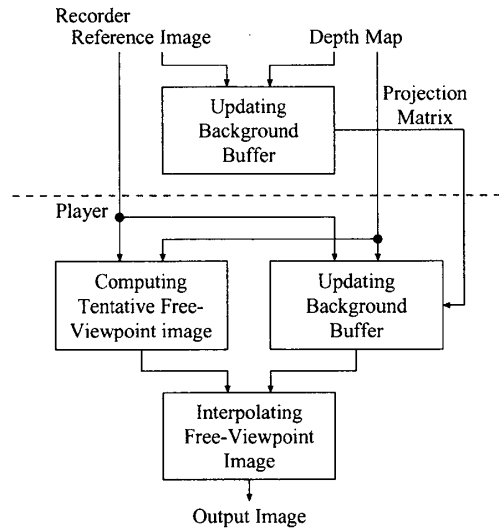 Recorder
Reference Image
Depth Map
Updating
Background
Buffer
Projection
Matrix
Player
Computing
Tentative Free-
Viewpoint image
Updating
Background
Buffer
Interpolating
Free-Viewpoint
Image
Output Image